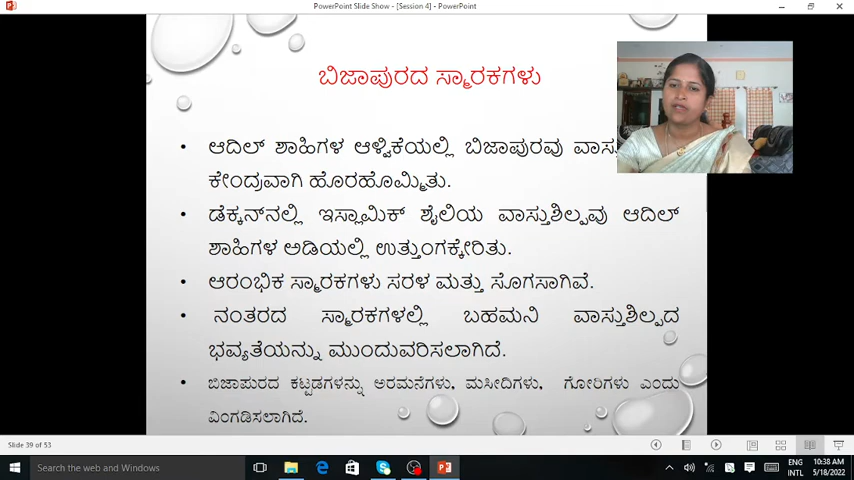 PowerPoint Slide Show - [Session 4] - PowerPoint
ಬಿಜಾಪುರದ ಸ್ಮಾರಕಗಳು
ಆದಿಲ್ ಶಾಹಿಗಳ ಆಳ್ವಿಕೆಯಲ್ಲಿ ಬಿಜಾಪುರವು
ಕೇಂದ್ರವಾಗಿ ಹೊರಹೊಮ್ಮಿತು.
ಡೆಕ್ಕನ್‌ನಲ್ಲಿ ಇಸ್ಲಾಮಿಕ್ ಶೈಲಿಯ ವಾಸ್ತುಶಿಲ್ಪವು ಆದಿಲ್
ಶಾಹಿಗಳ ಅಡಿಯಲ್ಲಿ ಉತ್ತುಂಗಕ್ಕೇರಿತು.
ಆರಂಭಿಕ ಸ್ಮಾರಕಗಳು ಸರಳ ಮತ್ತು ಸೊಗಸಾಗಿವೆ.
ನಂತರದ ಸ್ಮಾರಕಗಳಲ್ಲಿ ಬಹಮನಿ ವಾಸ್ತುಶಿಲ್ಪದ
ಭವ್ಯತೆಯನ್ನು ಮುಂದುವರಿಸಲಾಗಿದೆ.
ಬಿಜಾಪುರದ ಕಟ್ಟಡಗಳನ್ನು ಅರಮನೆಗಳು, ಮಸೀದಿಗಳು, ಗೋರಿಗಳು ಎಂದು
ವಿಂಗಡಿಸಲಾಗಿದೆ.
Slide 39 of 53
Search the web and Windows
ENG
INTL
10:38 AM
5/18/2022